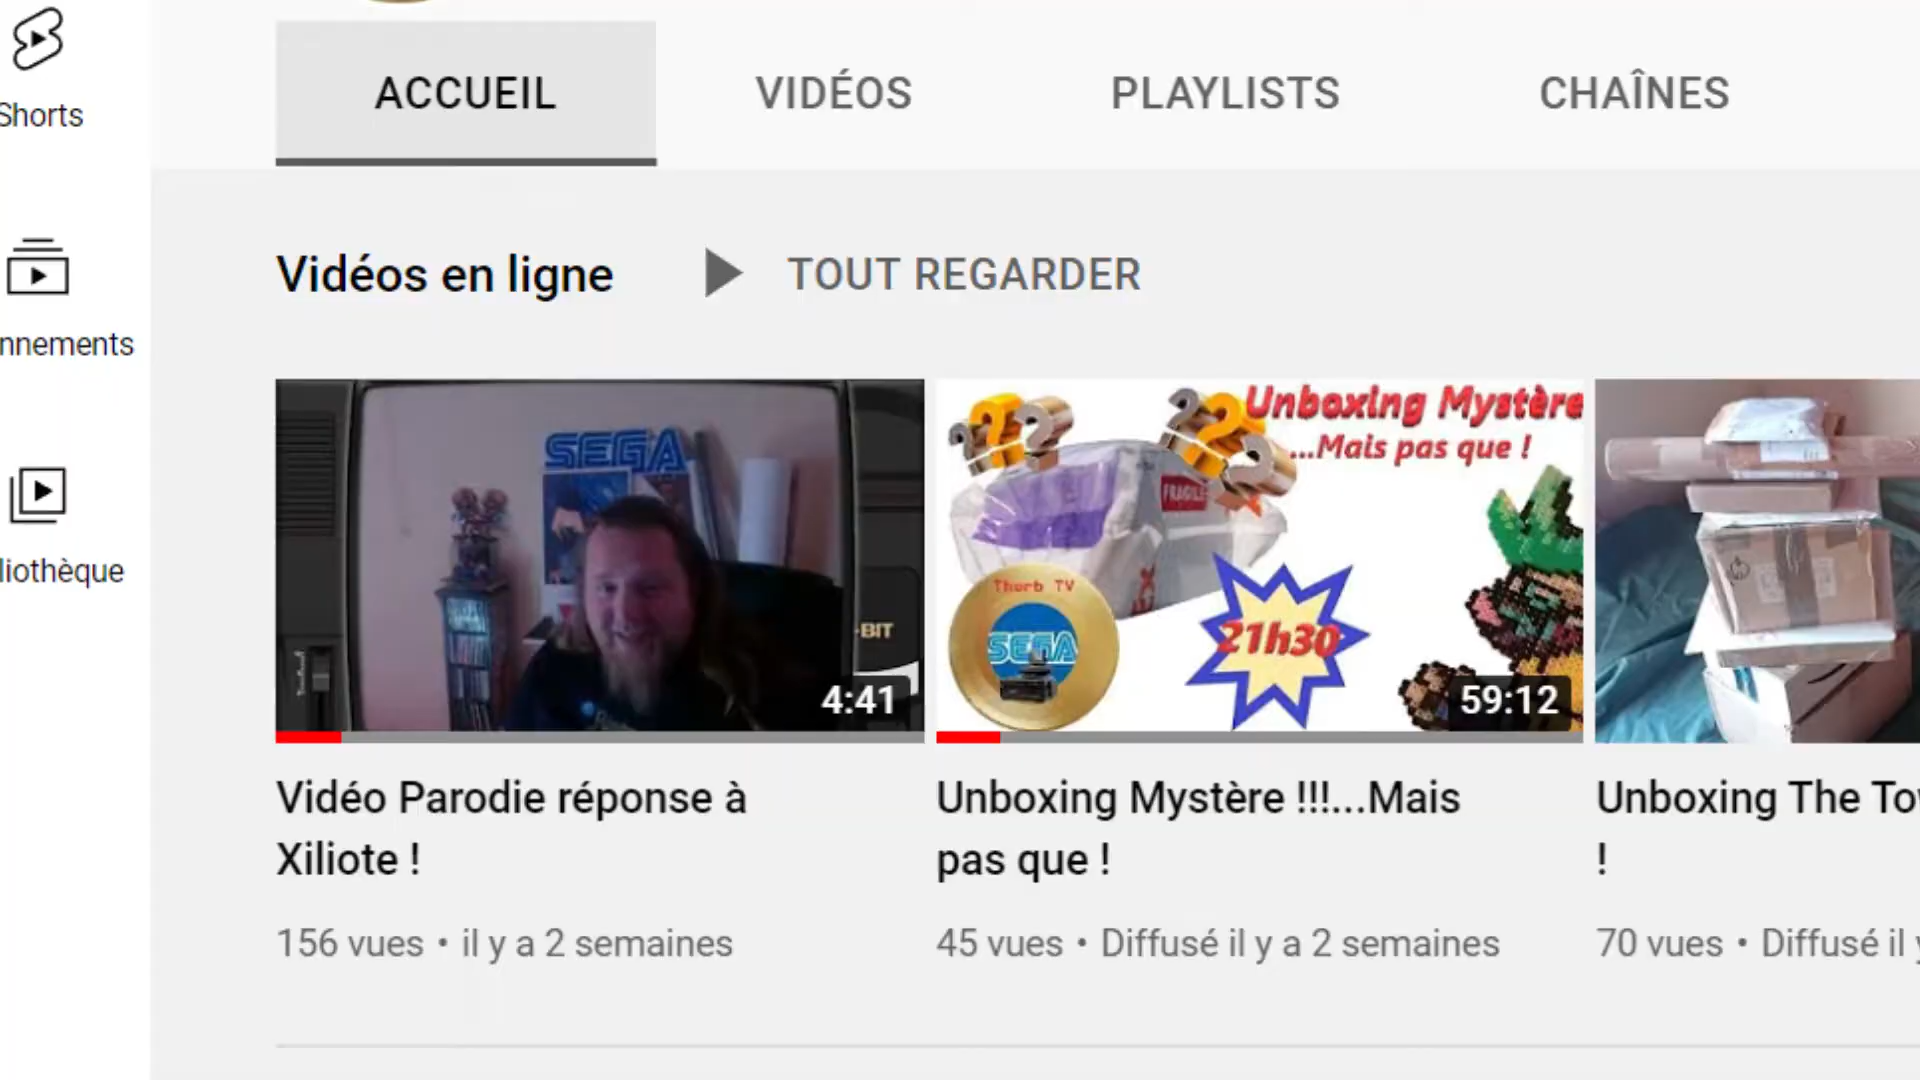 Shorts
nnements
liothèque
ACCUEIL
VIDÉOS
PLAYLISTS
CHAÎNES
Vidéos en ligne
TOUT REGARDER
SEGA
-BIT
4:41
Unboxing Mystère
...Mais pas que !
FRAGILE
Thorb TV
SEGA
21h30
59:12
Vidéo Parodie réponse à
Xiliote !
156 vues • il y a 2 semaines
Unboxing Mystère !!!...Mais
pas que !
45 vues • Diffusé il y a 2 semaines
Unboxing The To
!
70 vues • Diffusé il y